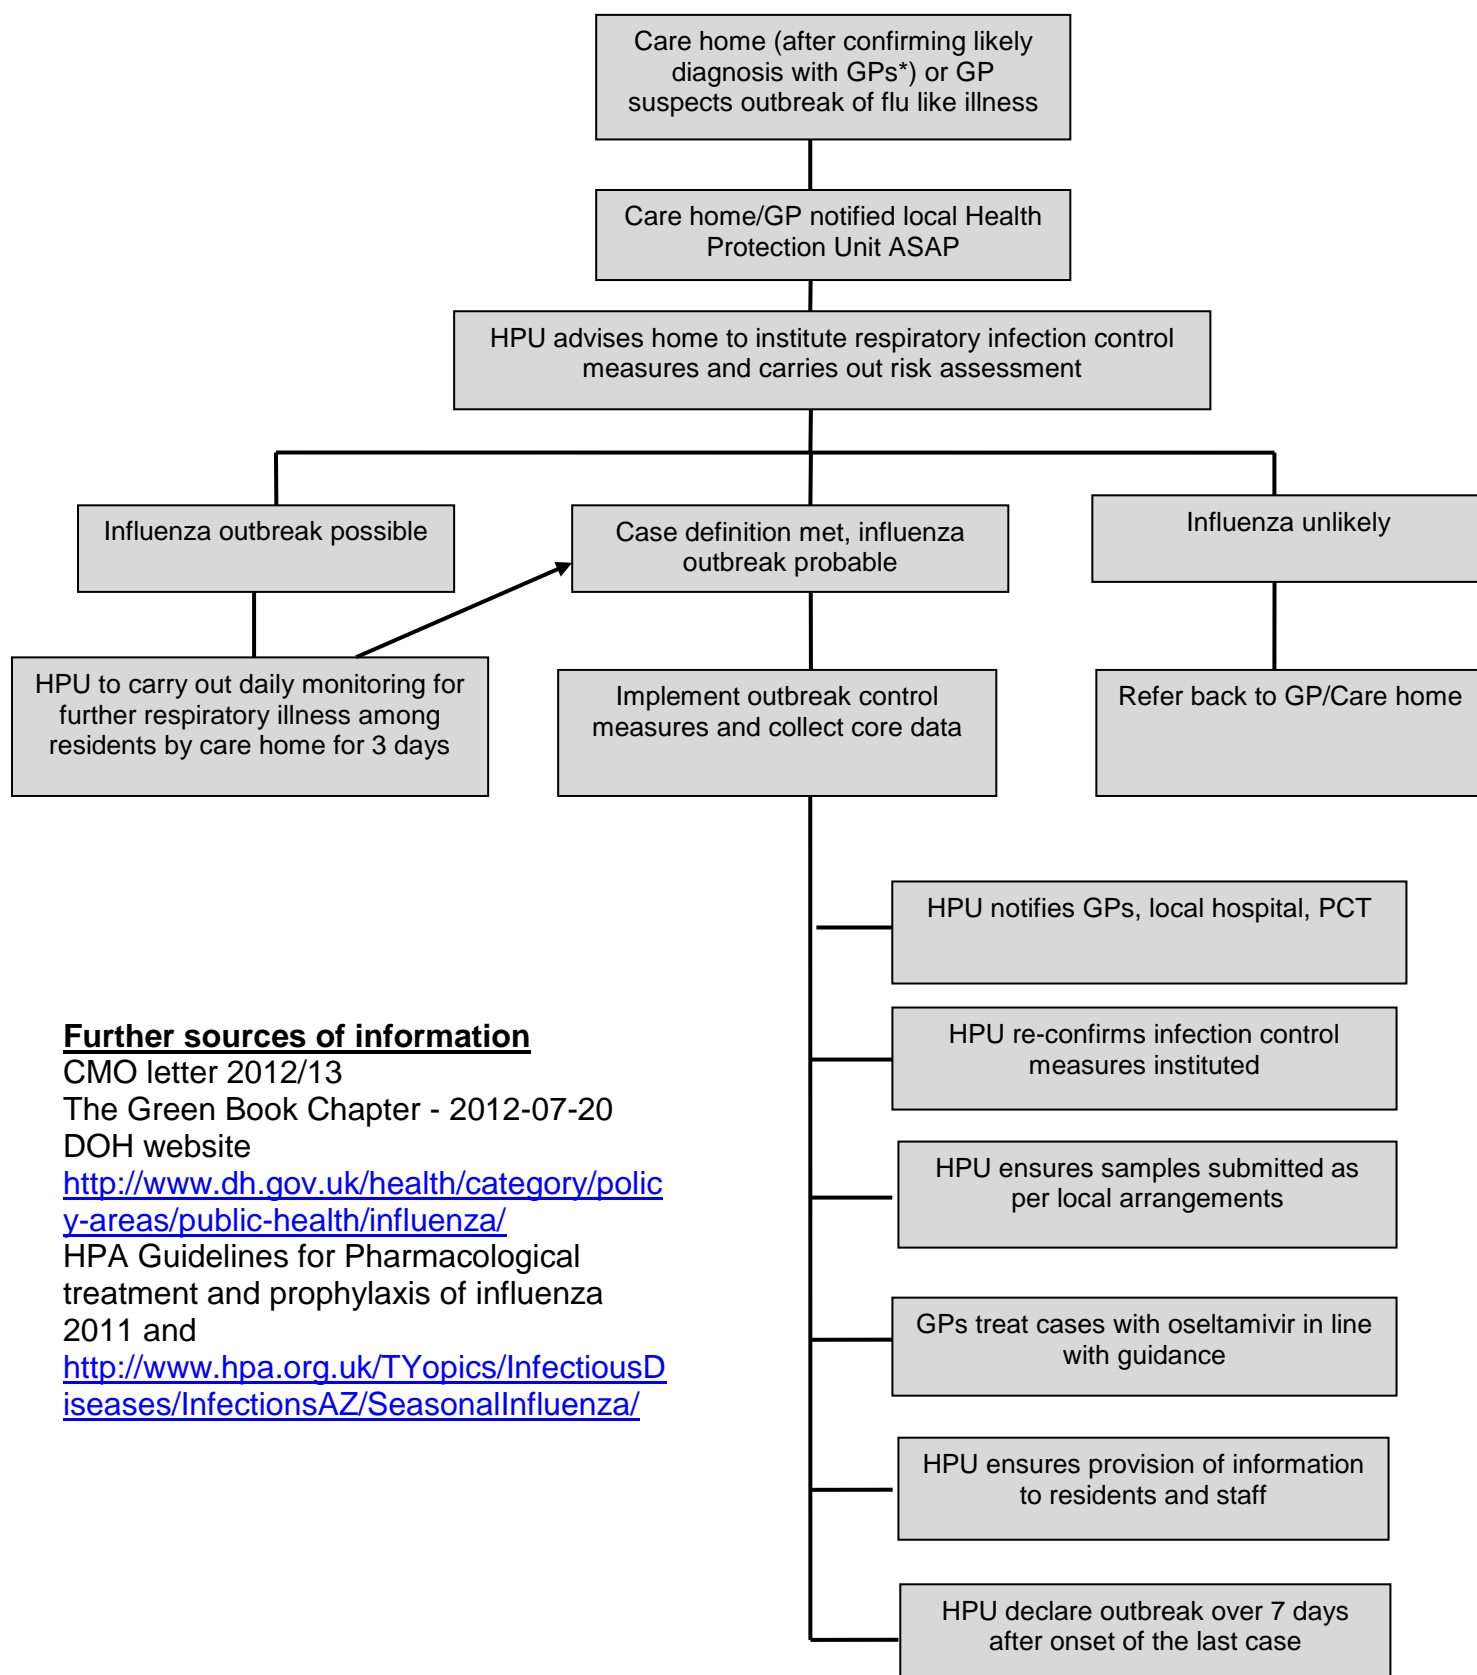 Care home (after confirming likely
diagnosis with GPs*) or GP
suspects outbreak of flu like illness
Care home/GP notified local Health
Protection Unit ASAP
HPU advises home to institute respiratory infection control
measures and carries out risk assessment
Influenza outbreak possible
Case definition met, influenza
outbreak probable
Influenza unlikely
HPU to carry out daily monitoring for
further respiratory illness among
residents by care home for 3 days
Implement outbreak control
measures and collect core data
Refer back to GP/Care home
HPU notifies GPs, local hospital, PCT
HPU re-confirms infection control
measures instituted
HPU ensures samples submitted as
per local arrangements
GPs treat cases with oseltamivir in line
with guidance
HPU ensures provision of information
to residents and staff
HPU declare outbreak over 7 days
after onset of the last case
Further sources of information
CMO letter 2012/13
The Green Book Chapter - 2012-07-20
DOH website
http://www.dh.gov.uk/health/category/polic
y-areas/public-health/influenza/
HPA Guidelines for Pharmacological
treatment and prophylaxis of influenza
2011 and
http://www.hpa.org.uk/TYopics/InfectiousD
iseases/InfectionsAZ/SeasonalInfluenza/